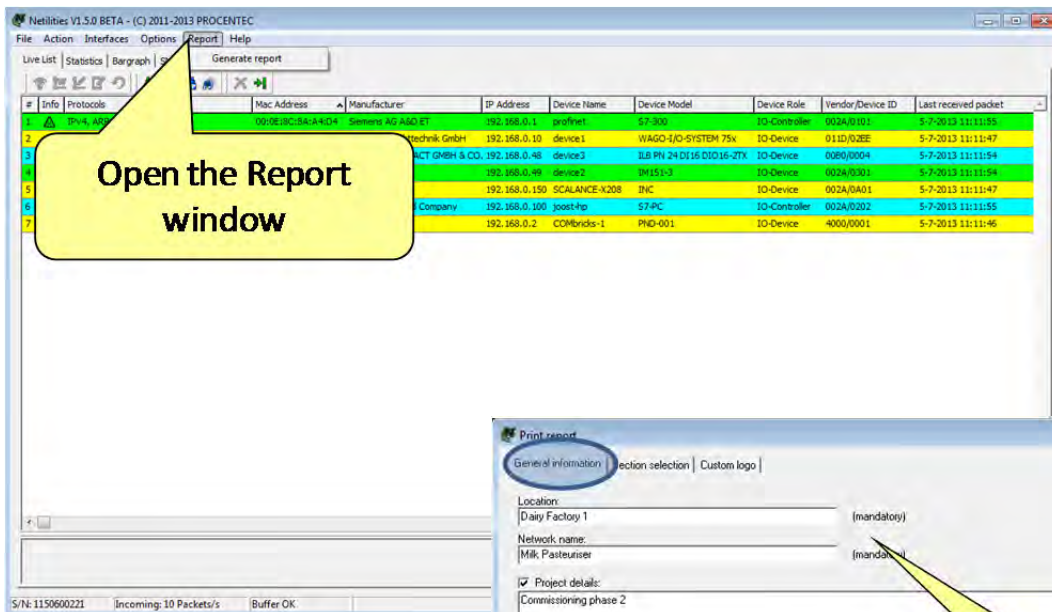 Netilities V1.5.0 BETA - (C) 2011-2013 PROCENTEC
File Action Interfaces Options Report Help
Live List Statistics Bargraph Generate report
# Info Protocols Mac Address Manufacturer IP Address Device Name Device Model Device Role Vendor/Device ID Last received packet
1 IPv4, ARP 00:0E:8C:8A:A4:D4 Siemens AG A&D ET 192.168.0.1 profinet S7-300 IO-Controller 002A/0101 5-7-2013 11:11:55
2 ttechnik GmbH 192.168.0.10 device1 WAGO-I/O-SYSTEM 75x IO-Device 011D/02EE 5-7-2013 11:11:47
3 ACT GMBH & CO. 192.168.0.48 device3 ILB PN 24 DI16 DIO16-2TX IO-Device 00B0/0004 5-7-2013 11:11:54
4 192.168.0.49 device2 IM151-3 IO-Device 002A/0301 5-7-2013 11:11:54
5 192.168.0.150 SCALANCE-X208 INC IO-Device 002A/0A01 5-7-2013 11:11:47
6 d Company 192.168.0.100 joost-hp S7-PC IO-Controller 002A/0202 5-7-2013 11:11:55
7 192.168.0.2 COMbricks-1 PND-001 IO-Device 4000/0001 5-7-2013 11:11:46
Open the Report
window
Print report
General information ection selection Custom logo
Location:
Dairy Factory 1 (mandatory)
Network name:
Milk Pasteuriser (mandatory)
Project details:
Commissioning phase 2
S/N: 1150600221 Incoming: 10 Packets/s Buffer OK